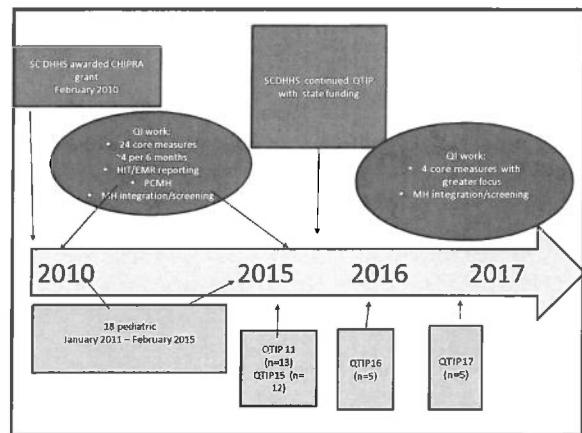 SC DHHS awarded CHIPRA
grant
February 2010
SCDHHS continued QTIP
with state funding
QI work:
• 24 core measures
~4 per 6 months
• HIT/EMR reporting
• PCMH
• MH integration/screening
QI work:
• 4 core measures with
greater focus
• MH integration/screening
2010
2015
2016
2017
18 pediatric
January 2011 – February 2015
QTIP 11
(n=13)
QTIP15 (n=
12)
QTIP16
(n=5)
QTIP17
(n=5)